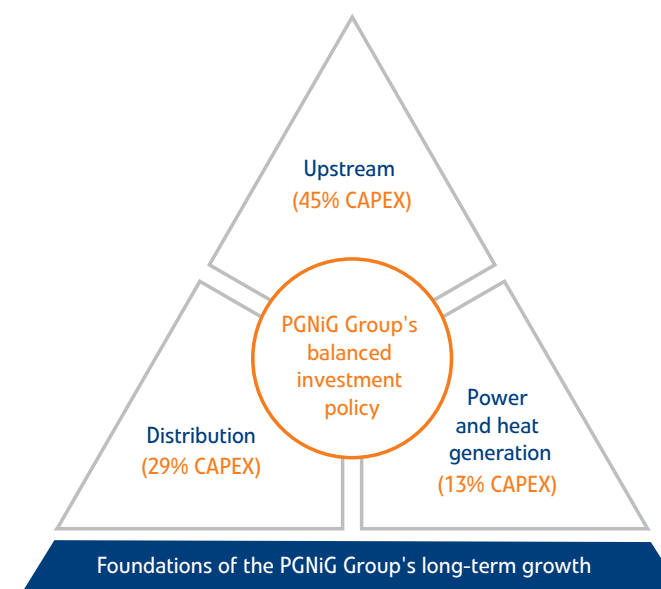 Upstream
(45% CAPEX)
PGNiG Group's
balanced
investment
policy
Distribution
(29% CAPEX)
Power
and heat
generation
(13% CAPEX)
Foundations of the PGNiG Group's long-term growth